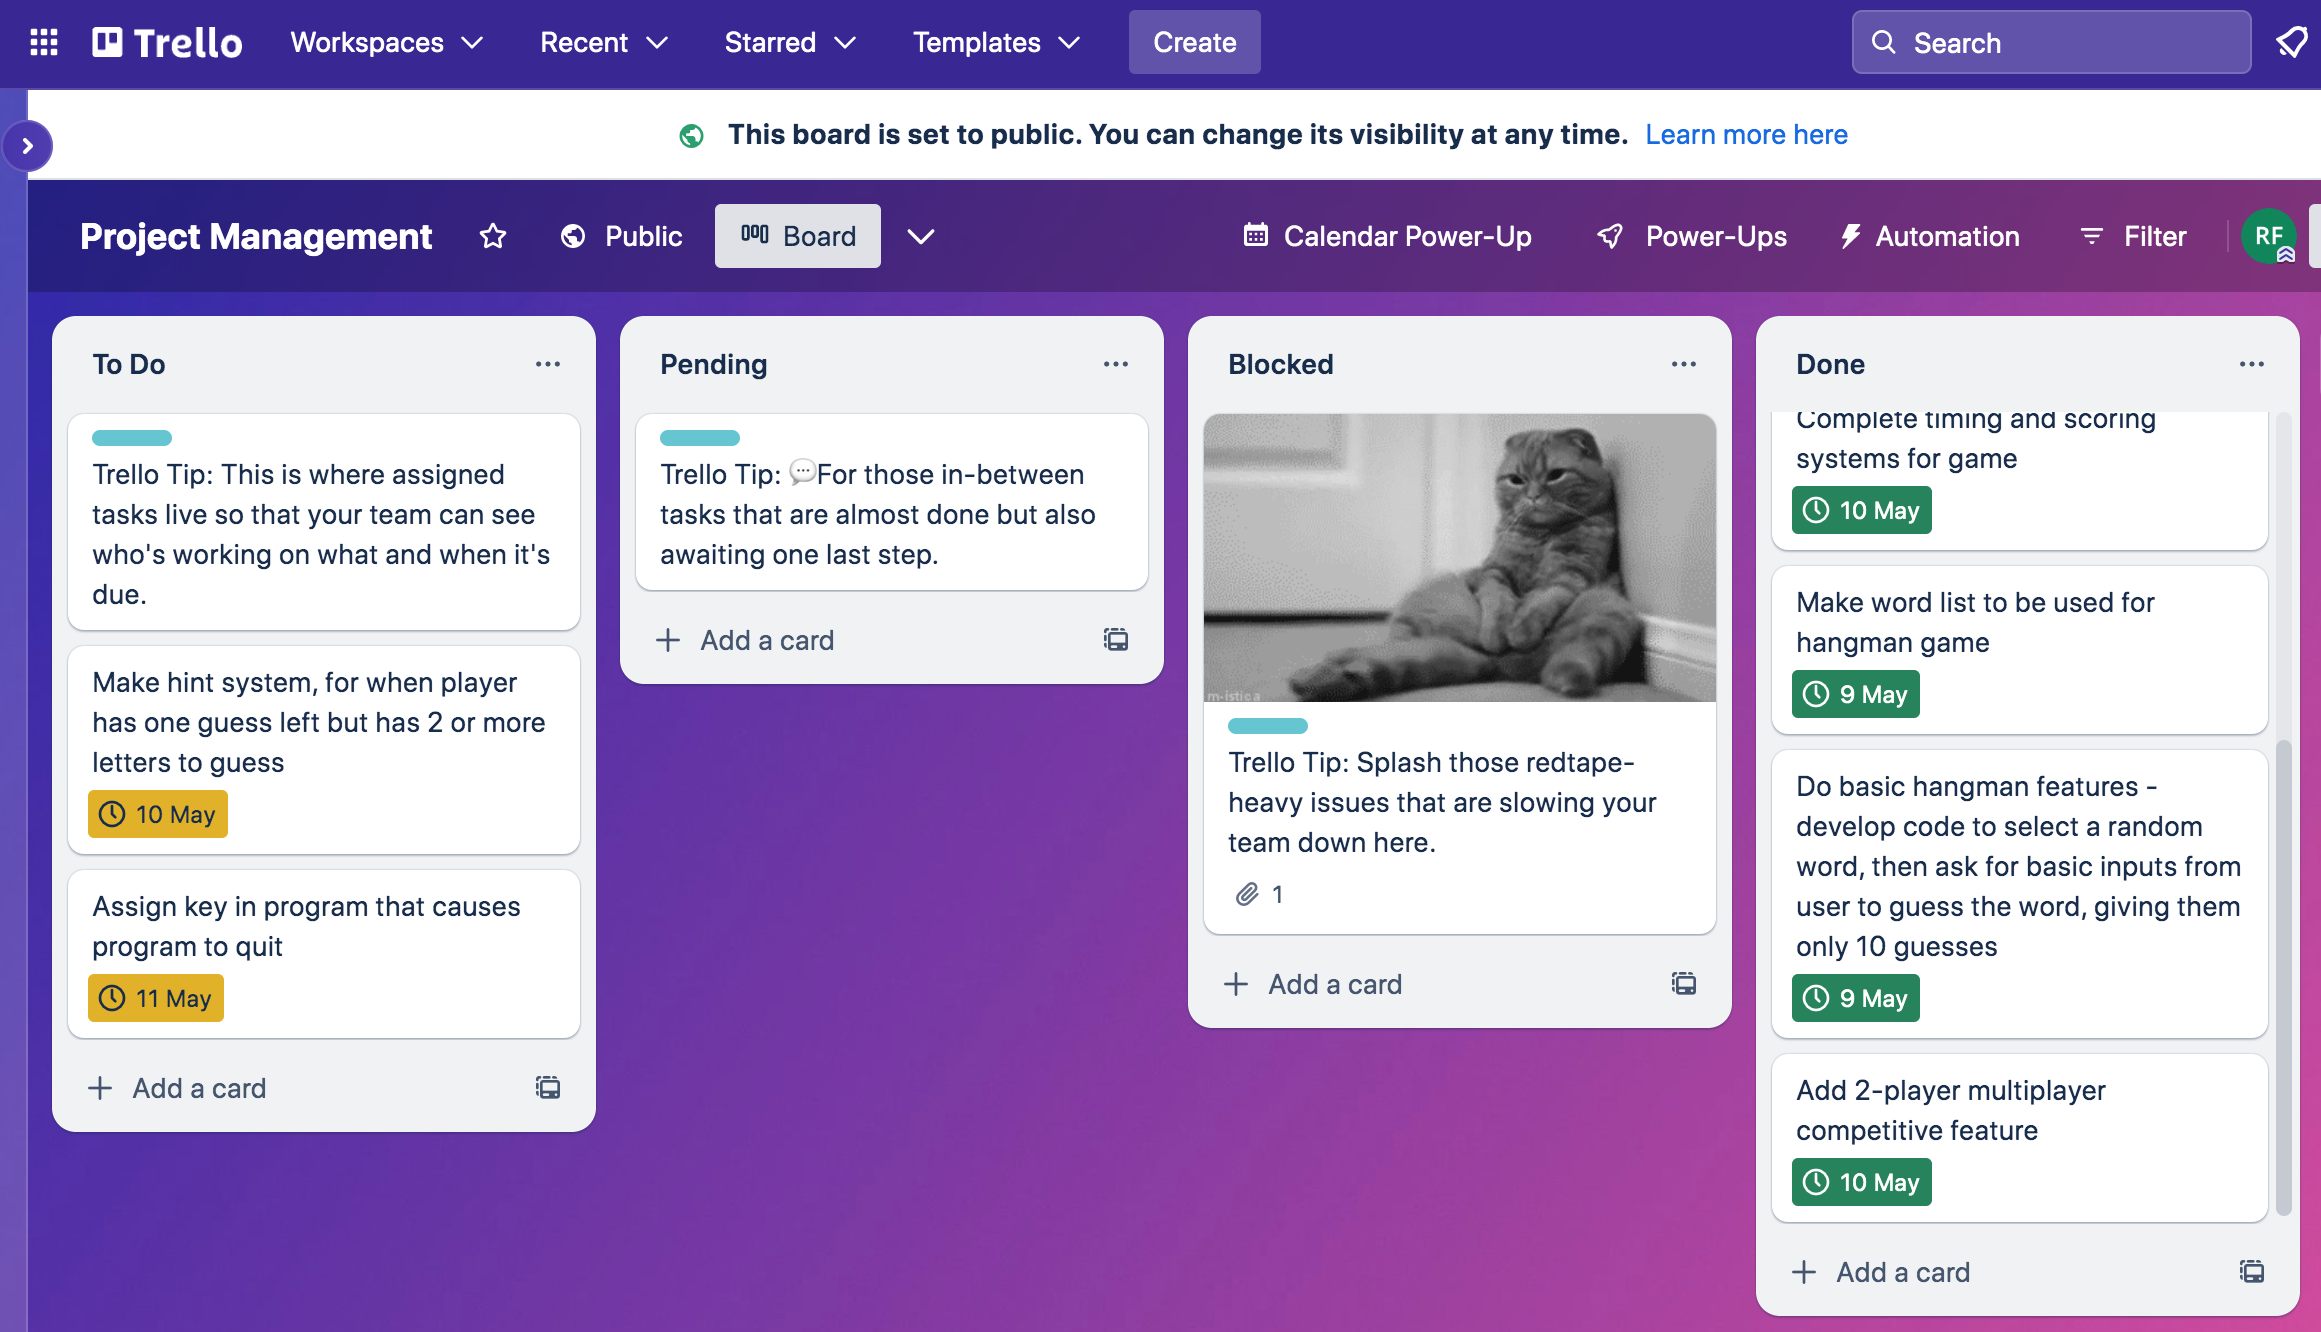 Trello
Workspaces
Recent
Starred
Templates
Create
Search
This board is set to public. You can change its visibility at any time. Learn more here
Project Management
Public
Board
Calendar Power-Up
Power-Ups
Automation
Filter
RF
To Do
Trello Tip: This is where assigned
tasks live so that your team can see
who's working on what and when it's
due.
Make hint system, for when player
has one guess left but has 2 or more
letters to guess
10 May
Assign key in program that causes
program to quit
11 May
+ Add a card
Pending
Trello Tip: 💬For those in-between
tasks that are almost done but also
awaiting one last step.
+ Add a card
Blocked
m-istica
Trello Tip: Splash those redtape-
heavy issues that are slowing your
team down here.
1
+ Add a card
Done
Complete timing and scoring
systems for game
10 May
Make word list to be used for
hangman game
9 May
Do basic hangman features -
develop code to select a random
word, then ask for basic inputs from
user to guess the word, giving them
only 10 guesses
9 May
Add 2-player multiplayer
competitive feature
10 May
+ Add a card